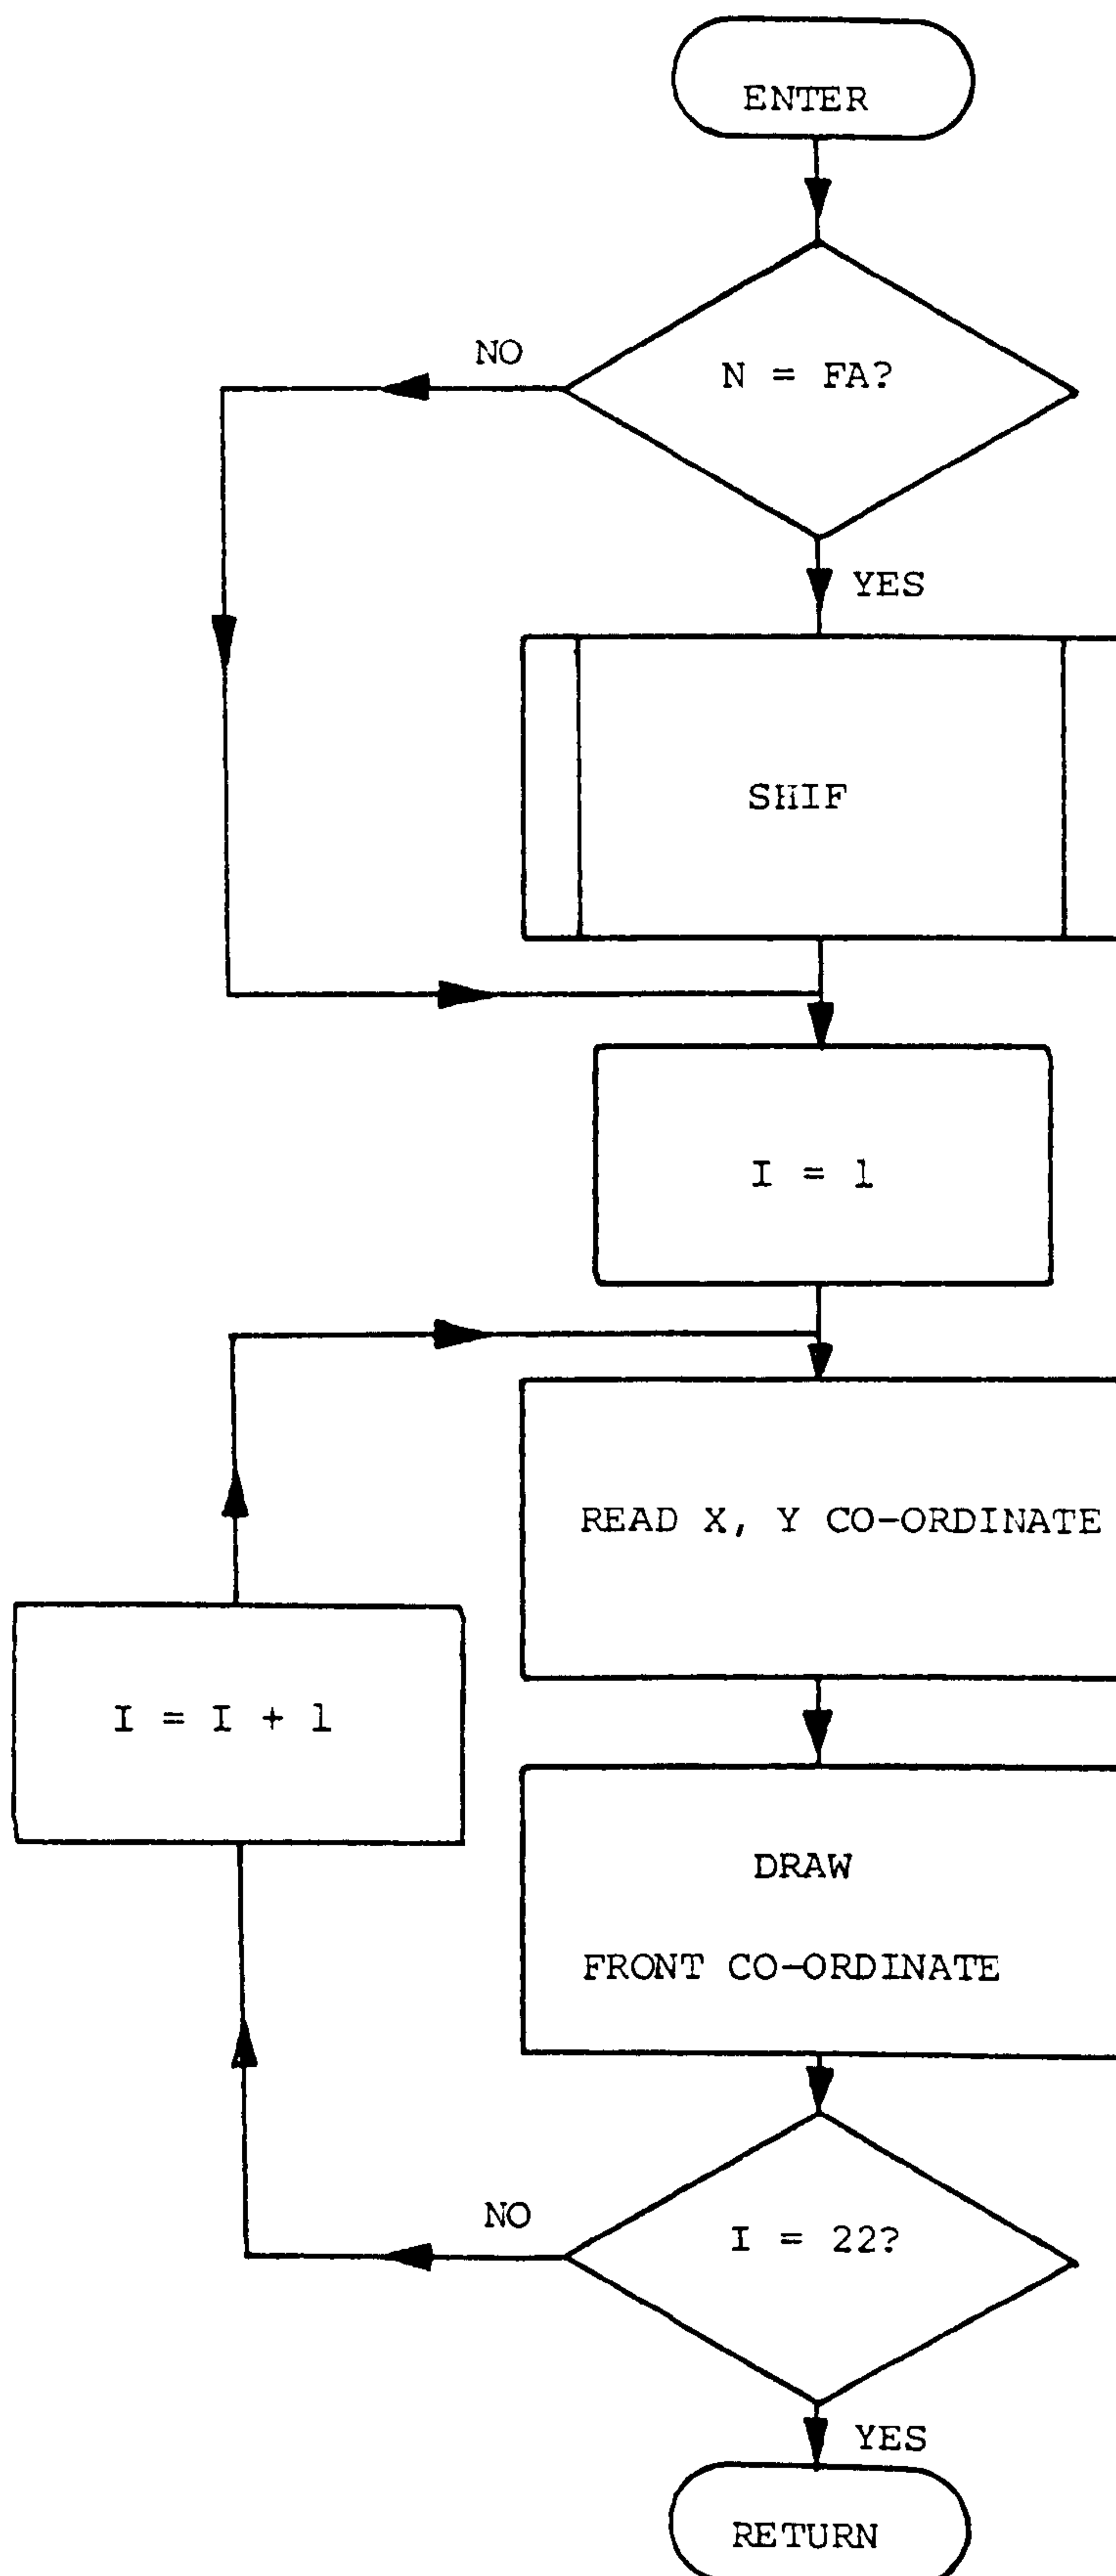 ENTER
NO
N = FA?
YES
SHIF
I = 1
READ X, Y CO-ORDINATE
I = I + 1
DRAW
FRONT CO-ORDINATE
NO
I = 22?
YES
RETURN